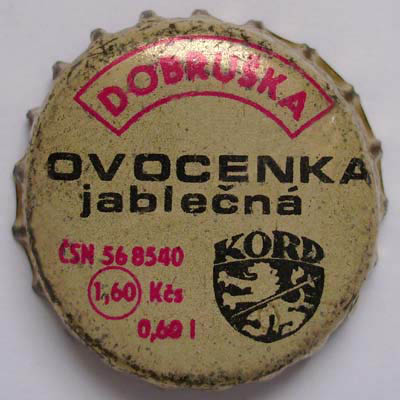 DOBRUŠKA
OVOCENKA
jablečná
ČSN 56 8540
1,60 Kčs
0,60 l
KORD